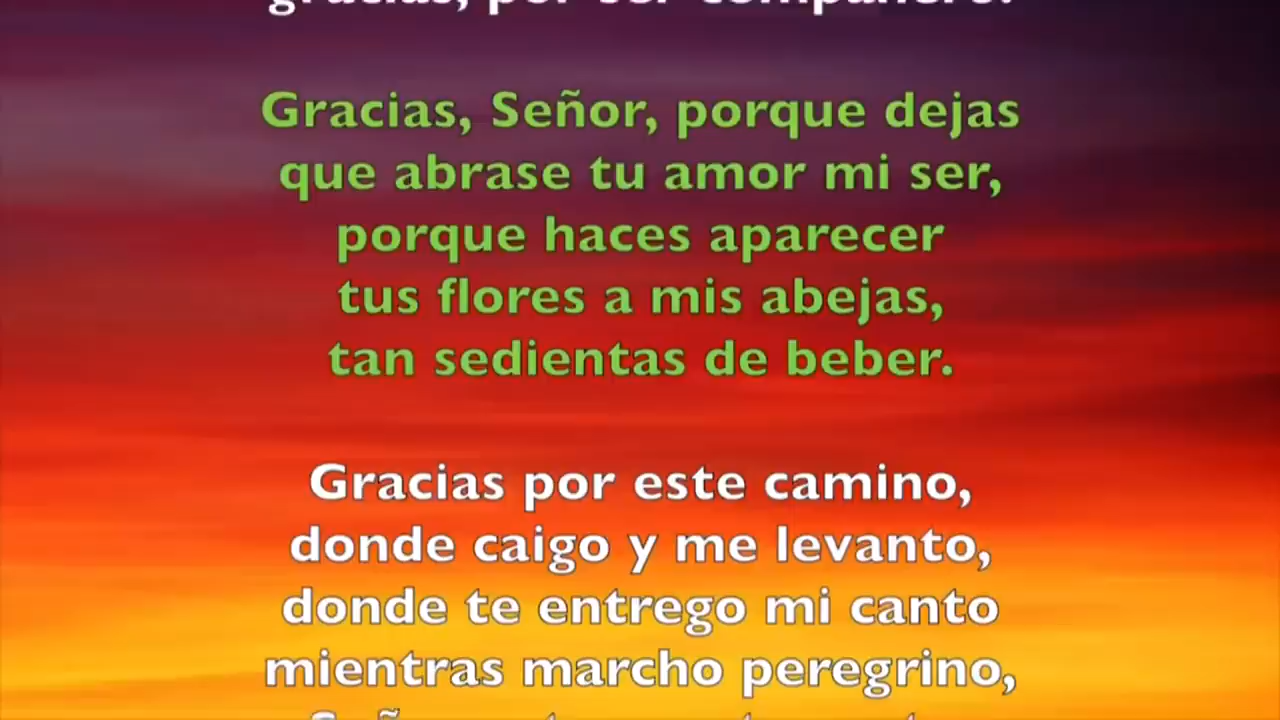 gracias, por ser compañero.
Gracias, Señor, porque dejas
que abrase tu amor mi ser,
porque haces aparecer
tus flores a mis abejas,
tan sedientas de beber.
Gracias por este camino,
donde caigo y me levanto,
donde te entrego mi canto
mientras marcho peregrino,